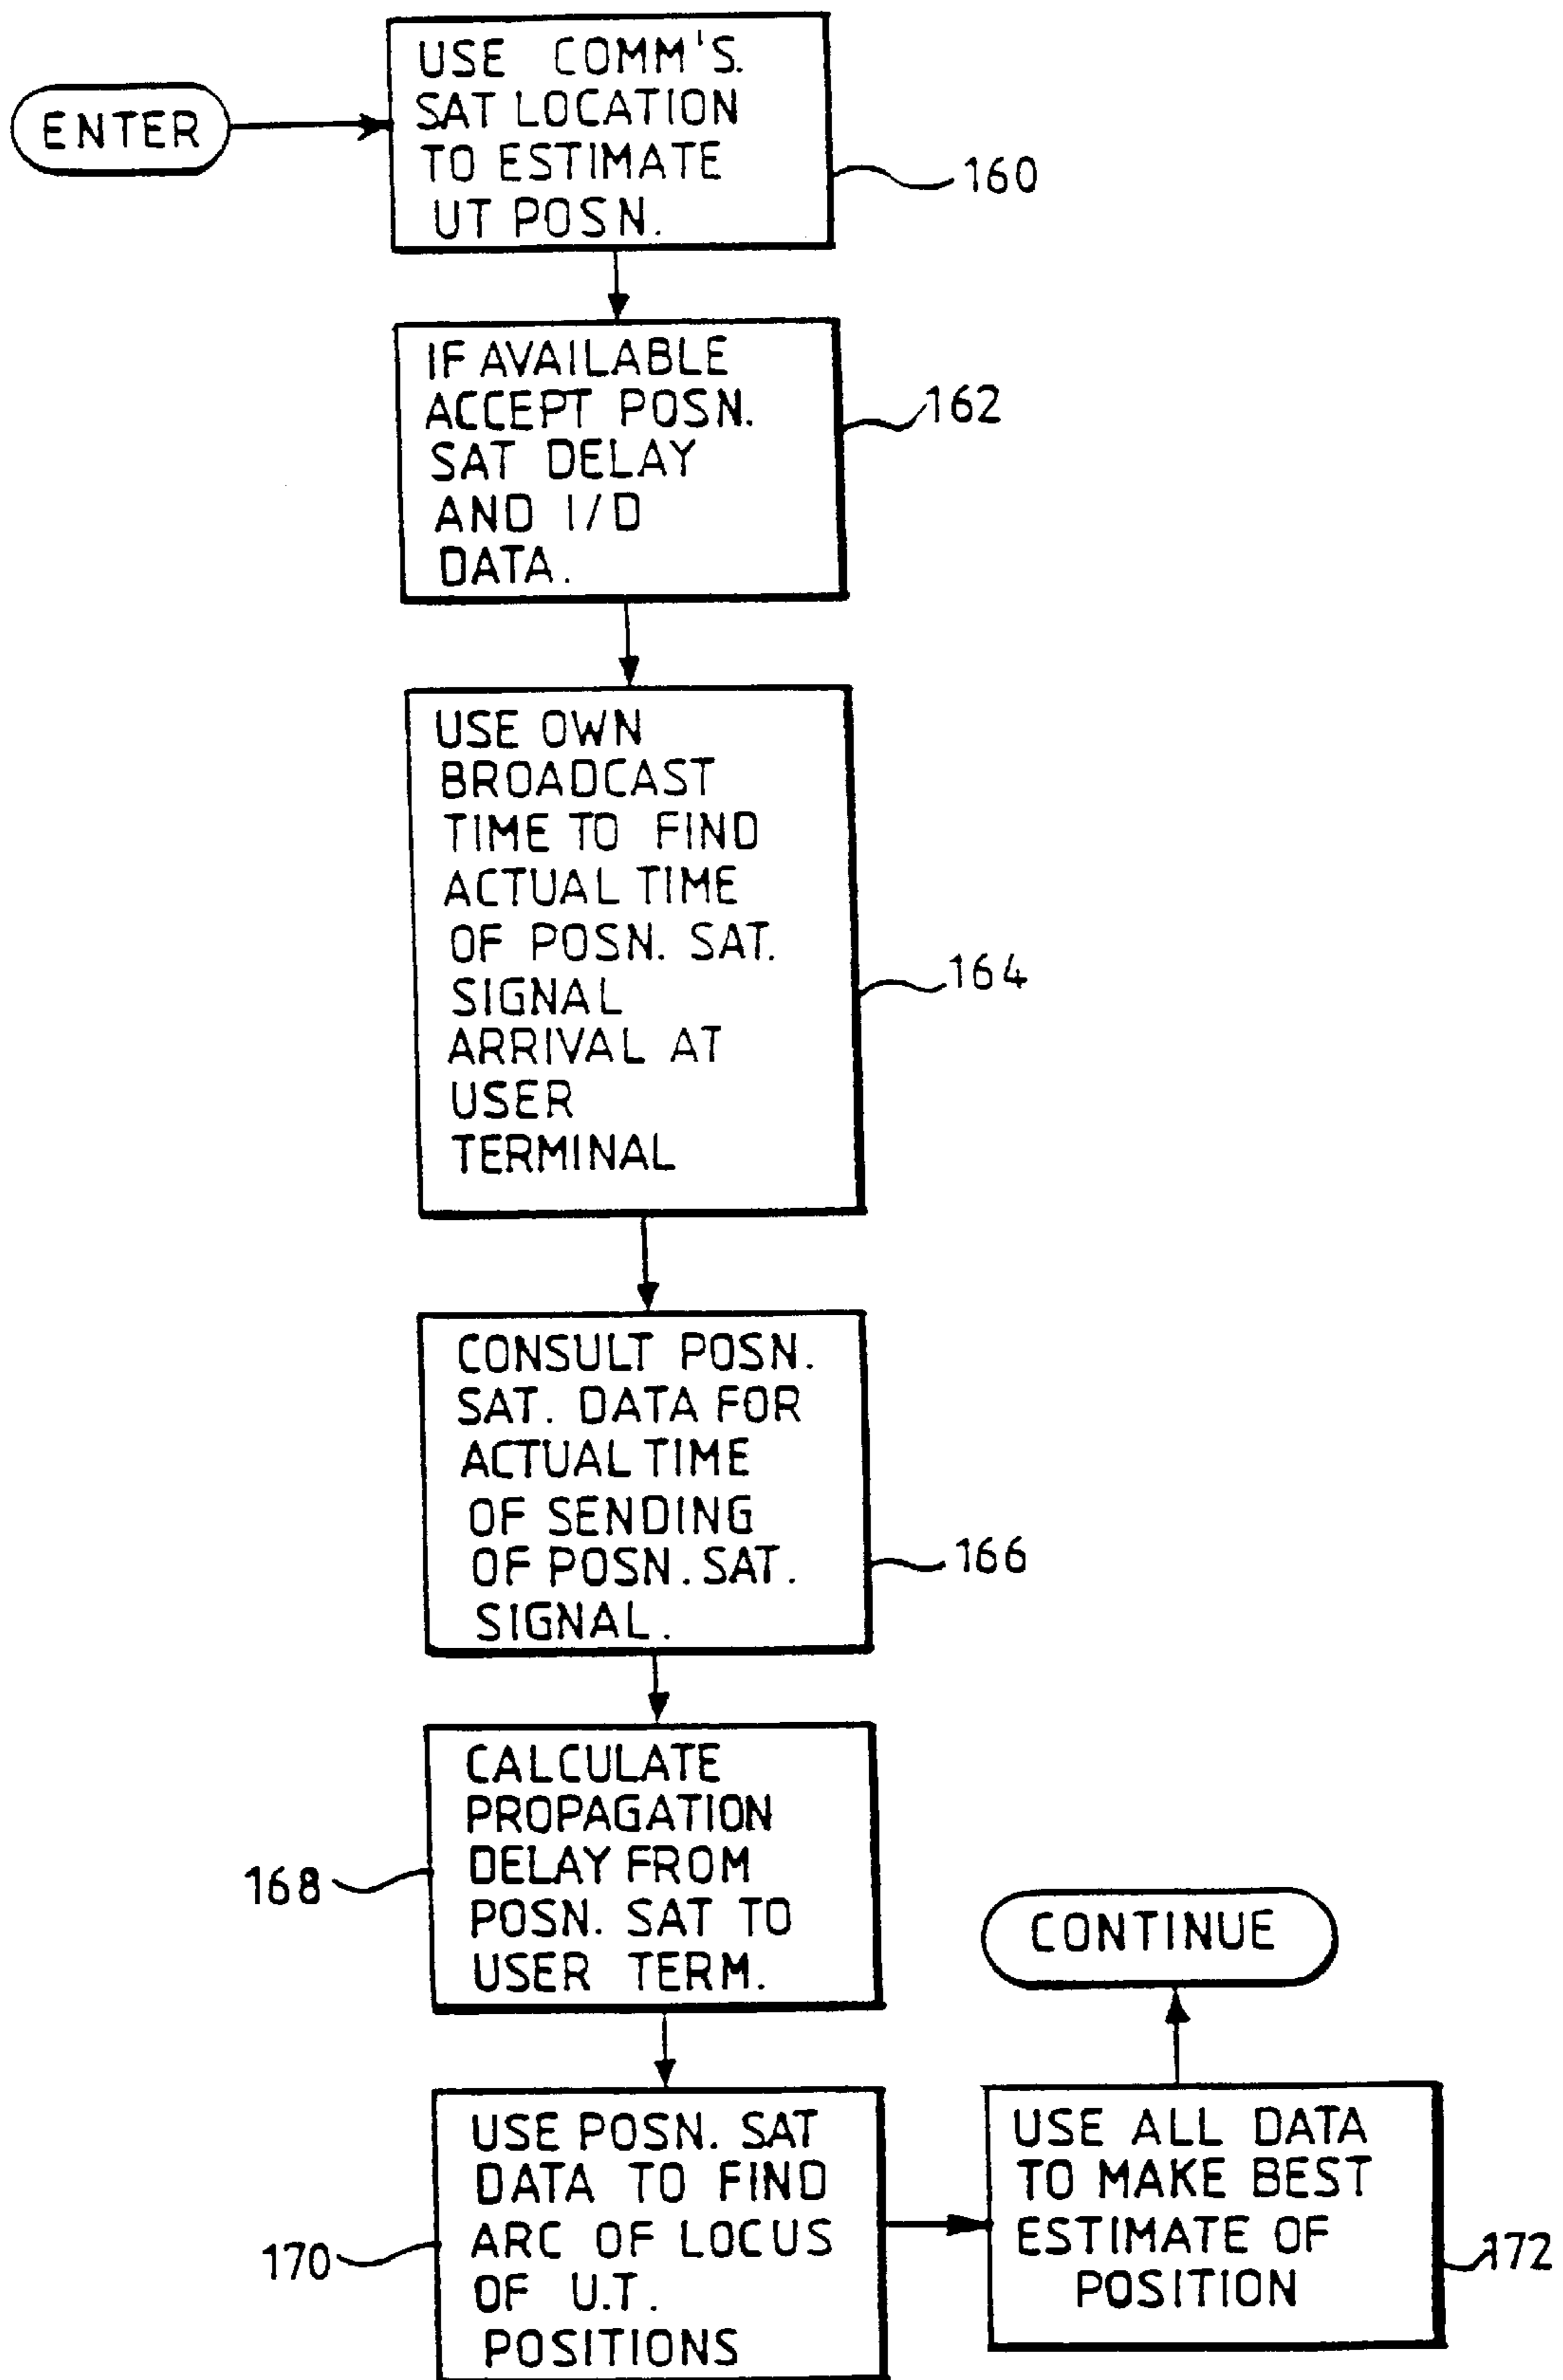 ENTER
USE COMM'S.
SAT LOCATION
TO ESTIMATE
UT POSN.
160
IF AVAILABLE
ACCEPT POSN.
SAT DELAY
AND I/D
DATA.
162
USE OWN
BROADCAST
TIME TO FIND
ACTUAL TIME
OF POSN. SAT.
SIGNAL
ARRIVAL AT
USER
TERMINAL
164
CONSULT POSN.
SAT. DATA FOR
ACTUAL TIME
OF SENDING
OF POSN. SAT.
SIGNAL.
166
CALCULATE
PROPAGATION
DELAY FROM
POSN. SAT TO
USER TERM.
168
USE POSN. SAT
DATA TO FIND
ARC OF LOCUS
OF U.T.
POSITIONS
170
CONTINUE
USE ALL DATA
TO MAKE BEST
ESTIMATE OF
POSITION
172